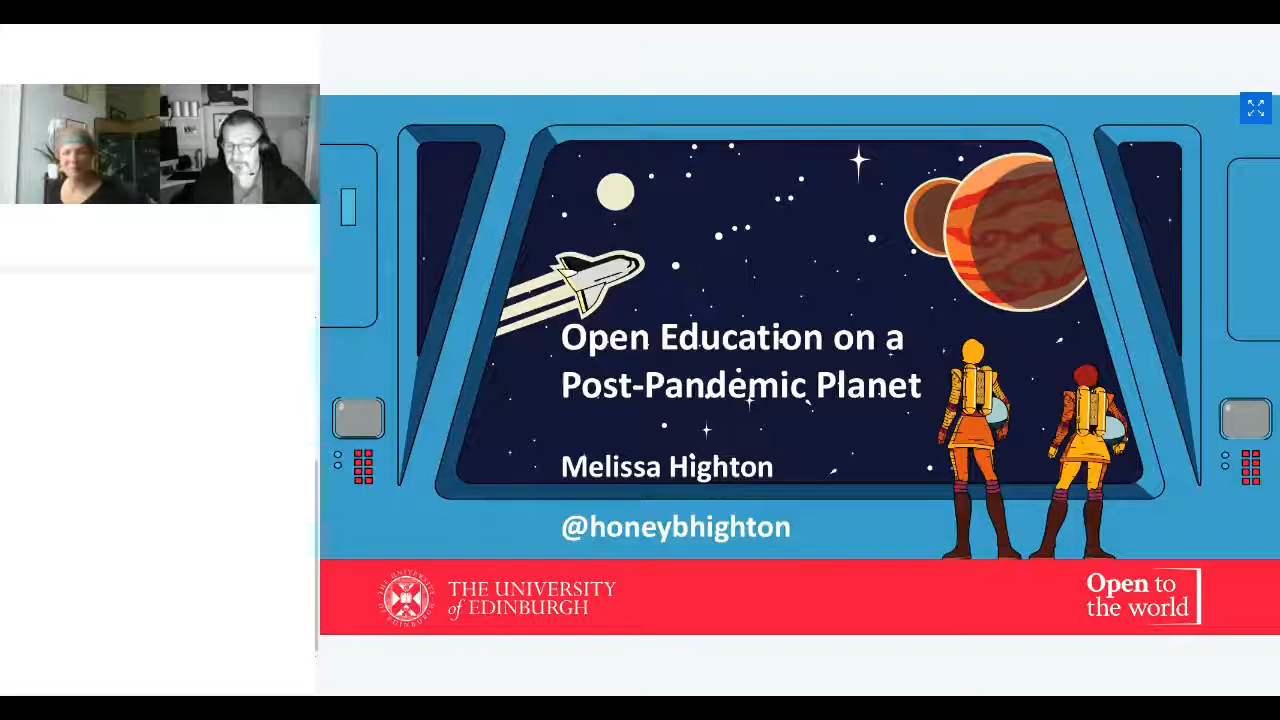 Open Education on a
Post-Pandemic Planet
Melissa Highton
@honeybhighton
THE UNIVERSITY
of EDINBURGH
Open to
the world